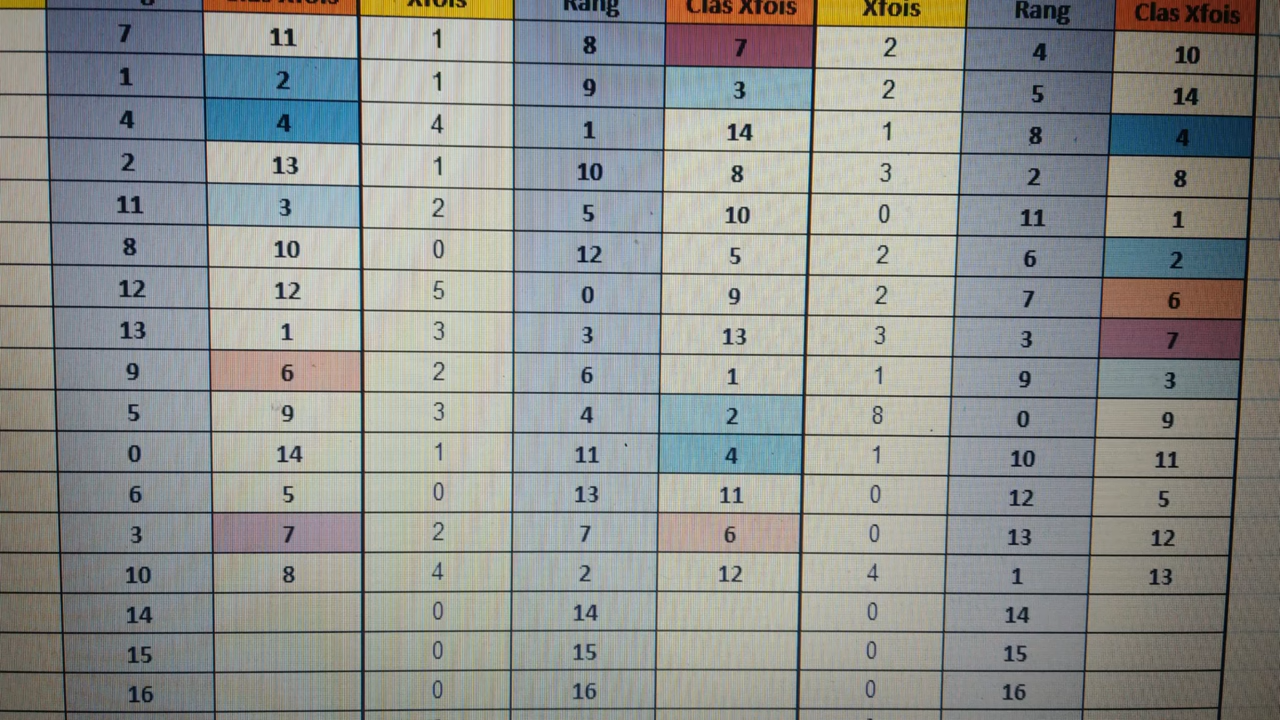 Clas Xfois Xfois Rang Clas Xfois Xfois Rang Clas Xfois
7 11 1 8 7 2 4 10
1 2 1 9 3 2 5 14
4 4 4 1 14 1 8 4
2 13 1 10 8 3 2 8
11 3 2 5 10 0 11 1
8 10 0 12 5 2 6 2
12 12 5 0 9 2 7 6
13 1 3 3 13 3 3 7
9 6 2 6 1 1 9 3
5 9 3 4 2 8 0 9
0 14 1 11 4 1 10 11
6 5 0 13 11 0 12 5
3 7 2 7 6 0 13 12
10 8 4 2 12 4 1 13
14 0 14 0 14
15 0 15 0 15
16 0 16 0 16